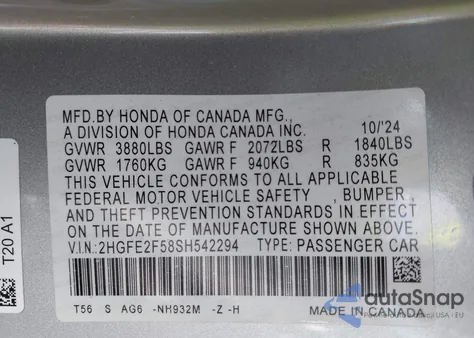 MFD.BY HONDA OF CANADA MFG.,
A DIVISION OF HONDA CANADA INC. 10/'24
GVWR 3880LBS GAWR F 2072LBS R 1840LBS
GVWR 1760KG GAWR F 940KG R 835KG
THIS VEHICLE CONFORMS TO ALL APPLICABLE
FEDERAL MOTOR VEHICLE SAFETY , BUMPER ,
AND THEFT PREVENTION STANDARDS IN EFFECT
ON THE DATE OF MANUFACTURE SHOWN ABOVE.
V.I.N.:2HGFE2F58SH542294 TYPE: PASSENGER CAR
T56 S AG6 -NH932M -Z -H MADE IN CANADA
T20 A1
autoSnap